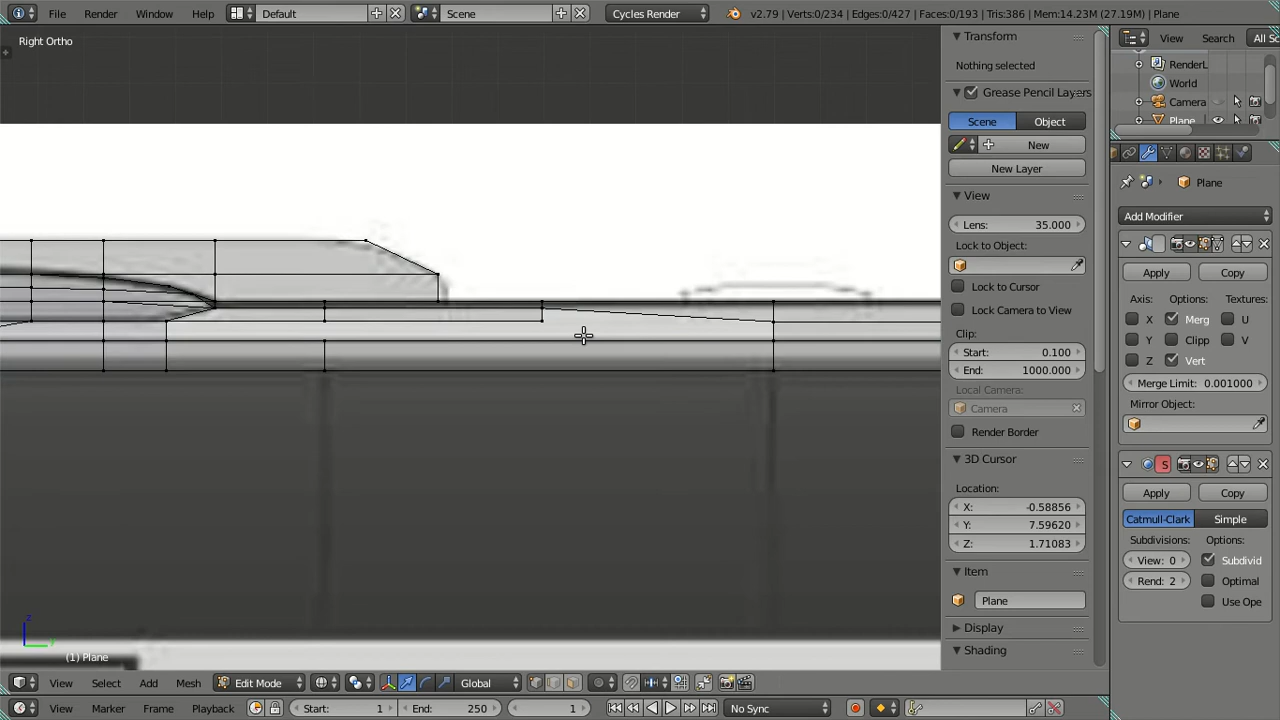 File Render Window Help Default Scene Cycles Render v2.79 | Verts:0/234 | Edges:0/427 | Faces:0/193 | Tris:386 | Mem:14.23M (27.19M) | Plane
Right Ortho
Transform
Nothing selected
Grease Pencil Layers
Scene Object
New
New Layer
View
Lens: 35.000
Lock to Object:
Lock to Cursor
Lock Camera to View
Clip:
Start: 0.100
End: 1000.000
Local Camera:
Camera
Render Border
3D Cursor
Location:
X: -0.58856
Y: 7.59620
Z: 1.71083
Item
Plane
Display
Shading
View Search All Sc
RenderL
World
Camera
Plane
Plane
Add Modifier
Apply Copy
Axis: Options: Textures:
X Merg U
Y Clipp V
Z Vert
Merge Limit: 0.001000
Mirror Object:
S
Apply Copy
Catmull-Clark Simple
Subdivisions: Options:
View: 0 Subdivid
Rend: 2 Optimal
Use Ope
z
y
(1) Plane
View Select Add Mesh Edit Mode Global
View Marker Frame Playback Start: 1 End: 250 1 No Sync